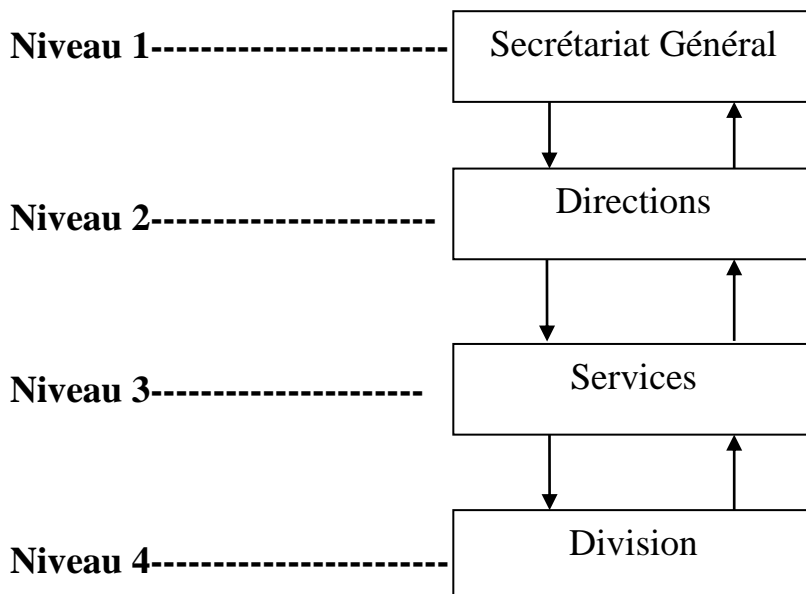 Niveau 1----------------------- Secrétariat Général
Niveau 2---------------------- Directions
Niveau 3--------------------- Services
Niveau 4----------------------- Division